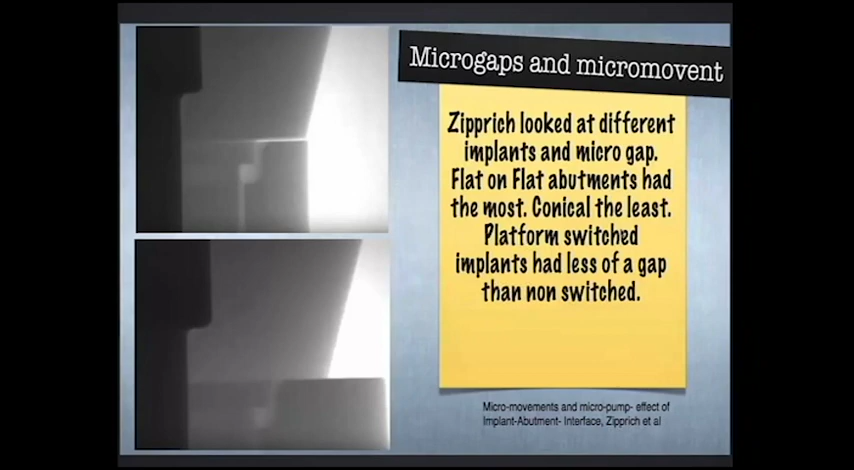 Microgaps and micromovent
Zipprich looked at different
implants and micro gap.
Flat on Flat abutments had
the most. Conical the least.
Platform switched
implants had less of a gap
than non switched.
Micro-movements and micro-pump- effect of
Implant-Abutment- Interface, Zipprich et al